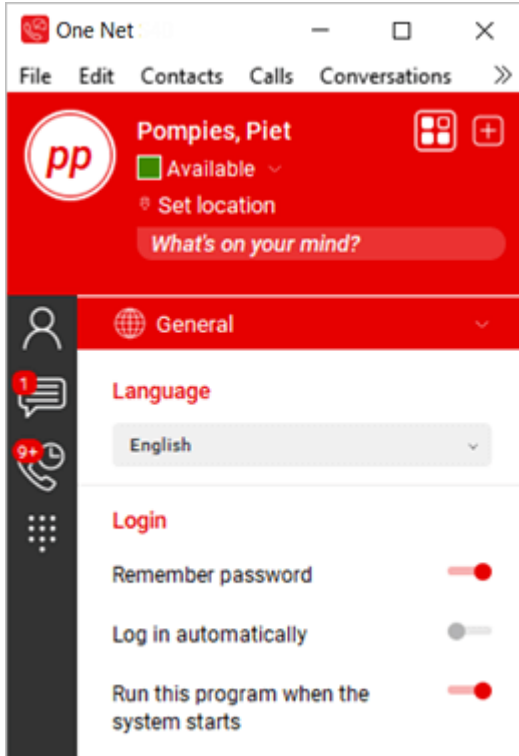 One Net
File Edit Contacts Calls Conversations »
pp
Pompies, Piet
Available
Set location
What's on your mind?
General
1
Language
English
9+
Login
Remember password
Log in automatically
Run this program when the
system starts